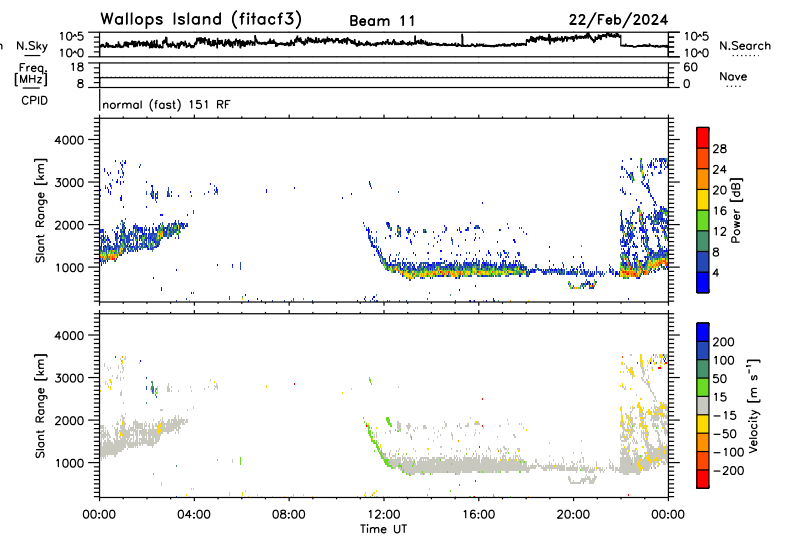 Wallops Island (fitacf3) Beam 11 22/Feb/2024
n N.Sky 10^5 10^0 10^5 10^0 N.Search
Freq. [MHz] 18 8 60 0 Nave
CPID normal (fast) 151 RF
Slant Range [km] 4000 3000 2000 1000
Power [dB] 28 24 20 16 12 8 4
Slant Range [km] 4000 3000 2000 1000
Velocity [m s⁻¹] 200 100 50 15 −15 −50 −100 −200
00:00 04:00 08:00 12:00 16:00 20:00 00:00
Time UT